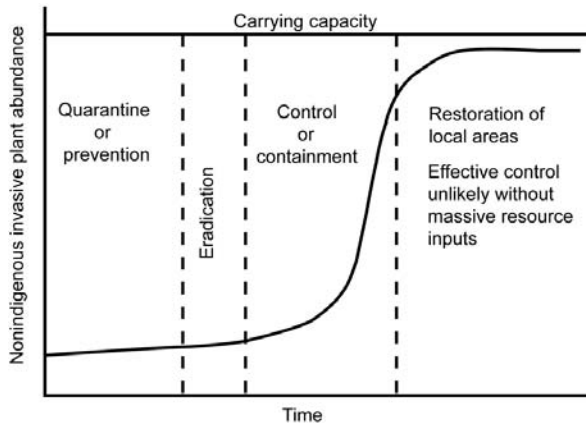 Carrying capacity
Nonindigenous invasive plant abundance
Quarantine
or
prevention
Eradication
Control
or
containment
Restoration of
local areas
Effective control
unlikely without
massive resource
inputs
Time